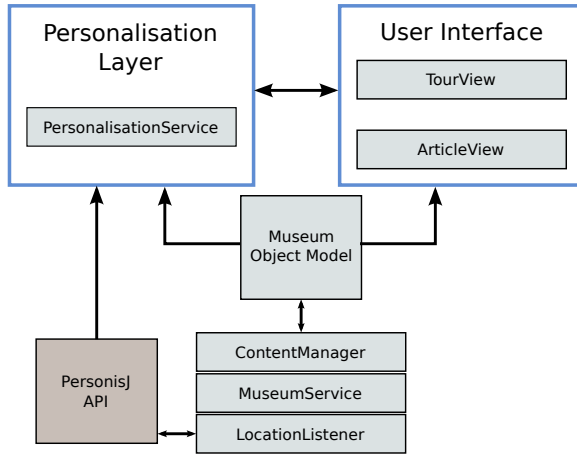 Personalisation
Layer
PersonalisationService
User Interface
TourView
ArticleView
Museum
Object Model
ContentManager
MuseumService
LocationListener
PersonisJ
API